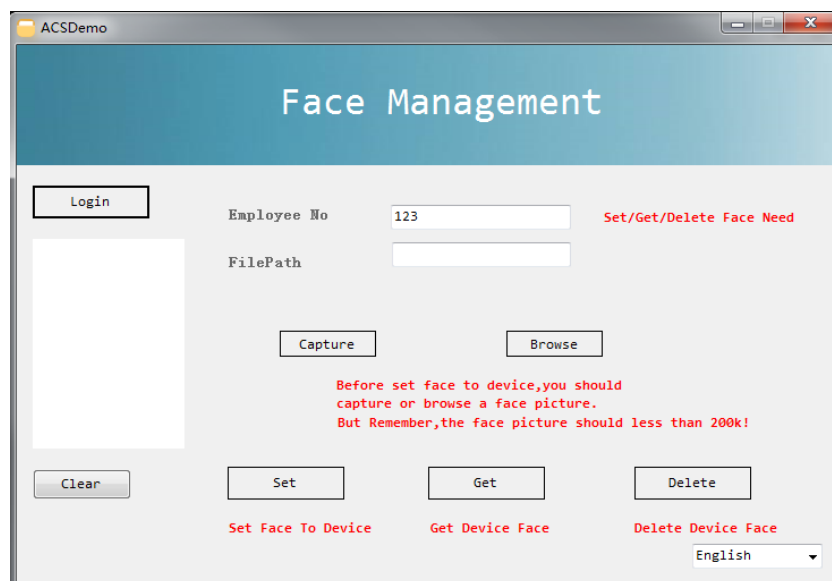 ACSDemo
Face Management
Login
Employee No
123
Set/Get/Delete Face Need
FilePath
Capture
Browse
Before set face to device,you should
capture or browse a face picture.
But Remember,the face picture should less than 200k!
Clear
Set
Get
Delete
Set Face To Device
Get Device Face
Delete Device Face
English